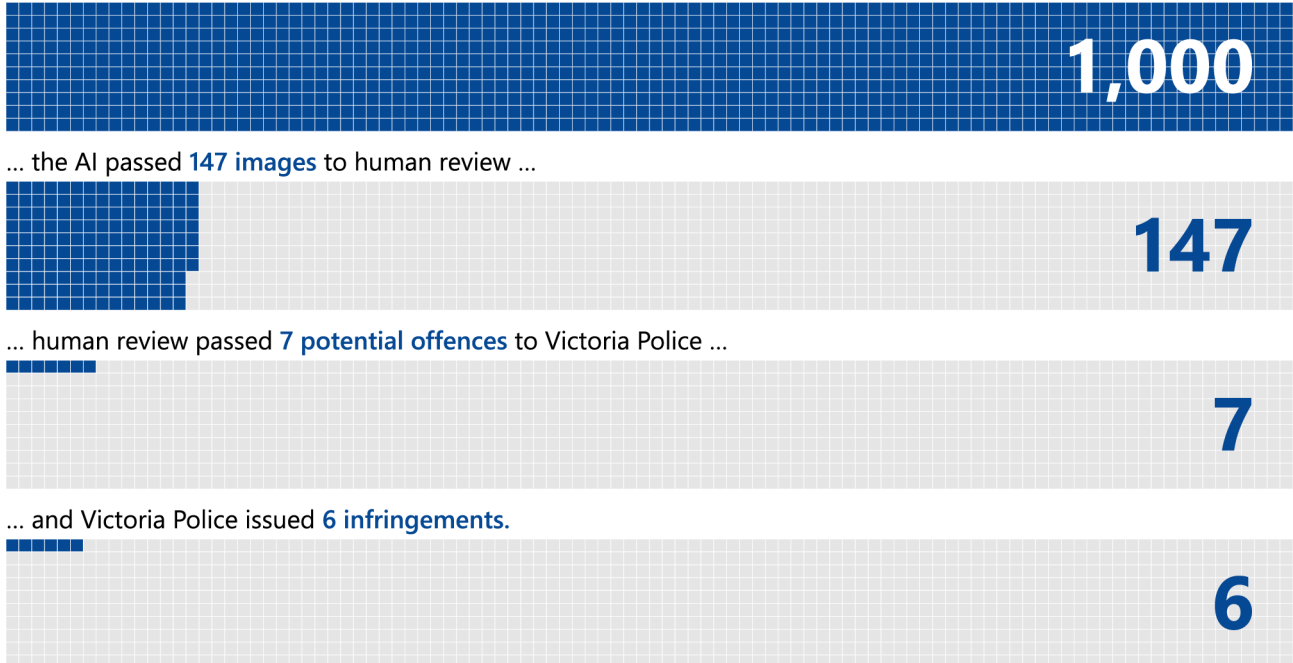 1,000
... the AI passed 147 images to human review ...
147
... human review passed 7 potential offences to Victoria Police ...
7
... and Victoria Police issued 6 infringements.
6